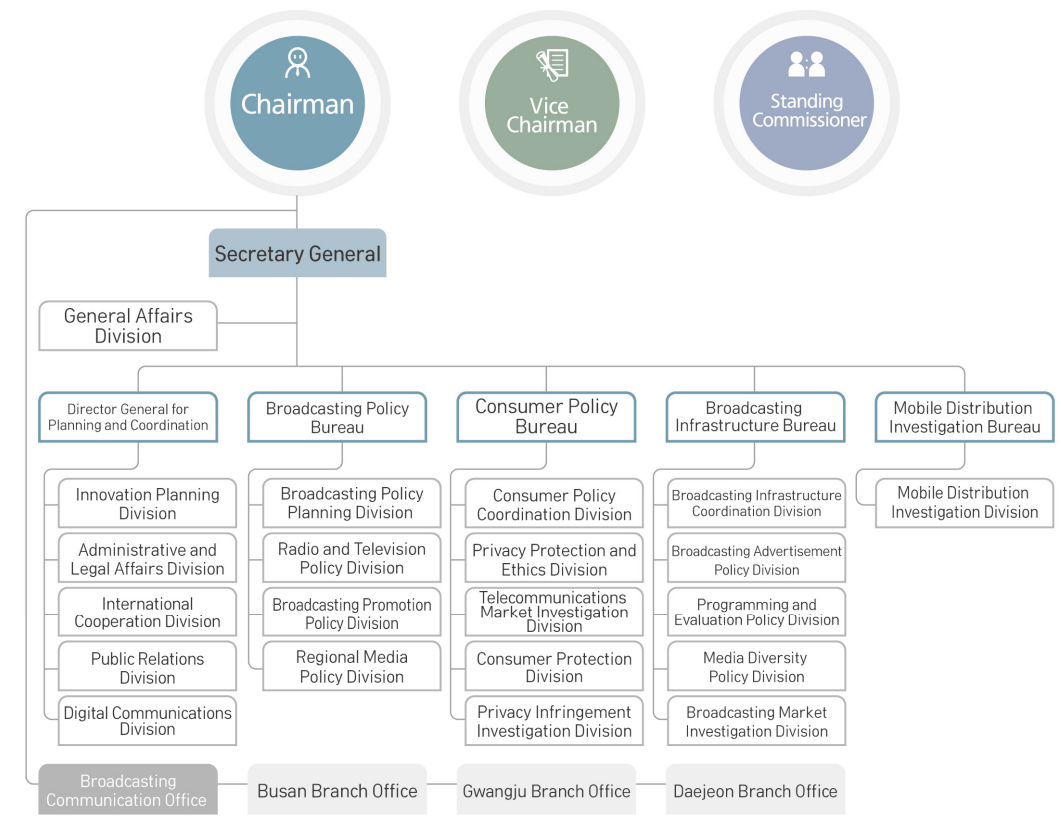 Chairman
Vice
Chairman
Standing
Commissioner
Secretary General
General Affairs
Division
Director General for
Planning and Coordination
Broadcasting Policy
Bureau
Consumer Policy
Bureau
Broadcasting
Infrastructure Bureau
Mobile Distribution
Investigation Bureau
Innovation Planning
Division
Administrative and
Legal Affairs Division
International
Cooperation Division
Public Relations
Division
Digital Communications
Division
Broadcasting Policy
Planning Division
Radio and Television
Policy Division
Broadcasting Promotion
Policy Division
Regional Media
Policy Division
Consumer Policy
Coordination Division
Privacy Protection and
Ethics Division
Telecommunications
Market Investigation
Division
Consumer Protection
Division
Privacy Infringement
Investigation Division
Broadcasting Infrastructure
Coordination Division
Broadcasting Advertisement
Policy Division
Programming and
Evaluation Policy Division
Media Diversity
Policy Division
Broadcasting Market
Investigation Division
Mobile Distribution
Investigation Division
Broadcasting
Communication Office
Busan Branch Office
Gwangju Branch Office
Daejeon Branch Office